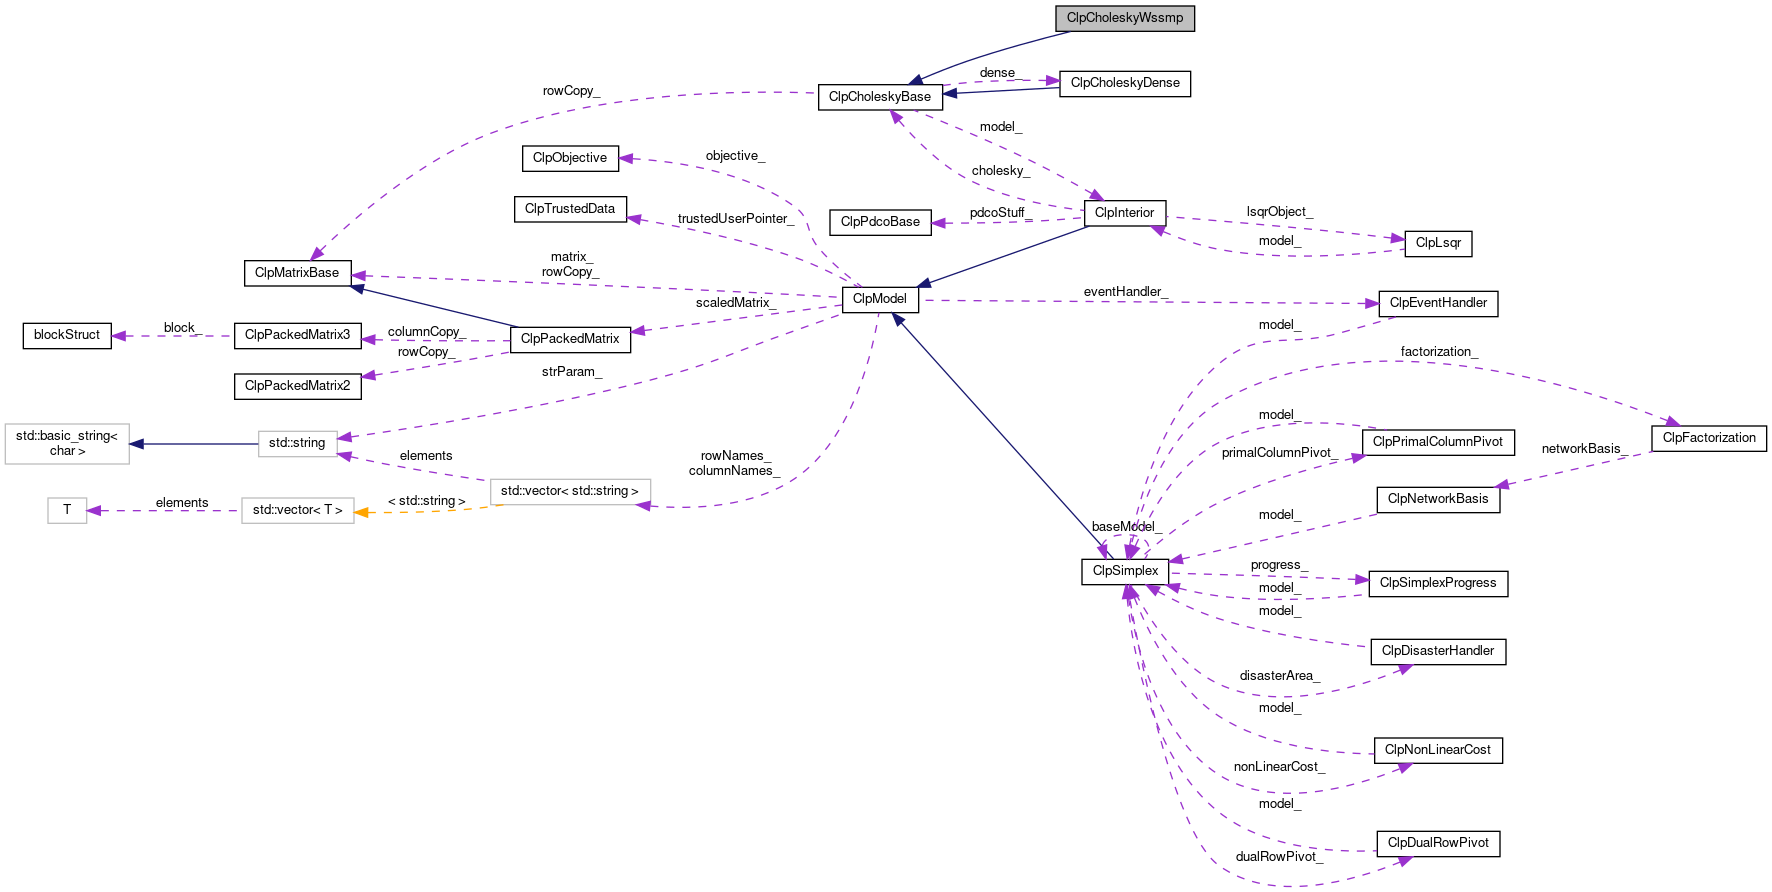 ClpCholeskyWssmp
dense_
ClpCholeskyDense
rowCopy_
ClpCholeskyBase
model_
objective_
ClpObjective
cholesky_
ClpTrustedData
trustedUserPointer_
ClpPdcoBase
pdcoStuff_
ClpInterior
lsqrObject_
model_
ClpLsqr
matrix_
rowCopy_
ClpMatrixBase
ClpModel
eventHandler_
ClpEventHandler
scaledMatrix_
model_
blockStruct
block_
ClpPackedMatrix3
columnCopy_
ClpPackedMatrix
rowCopy_
factorization_
strParam_
ClpPackedMatrix2
model_
ClpPrimalColumnPivot
ClpFactorization
std::basic_string<
char >
std::string
elements
rowNames_
columnNames_
primalColumnPivot_
networkBasis_
std::vector< std::string >
ClpNetworkBasis
T
elements
std::vector< T >
< std::string >
model_
baseModel_
ClpSimplex
progress_
model_
ClpSimplexProgress
model_
ClpDisasterHandler
disasterArea_
model_
ClpNonLinearCost
nonLinearCost_
model_
ClpDualRowPivot
dualRowPivot_